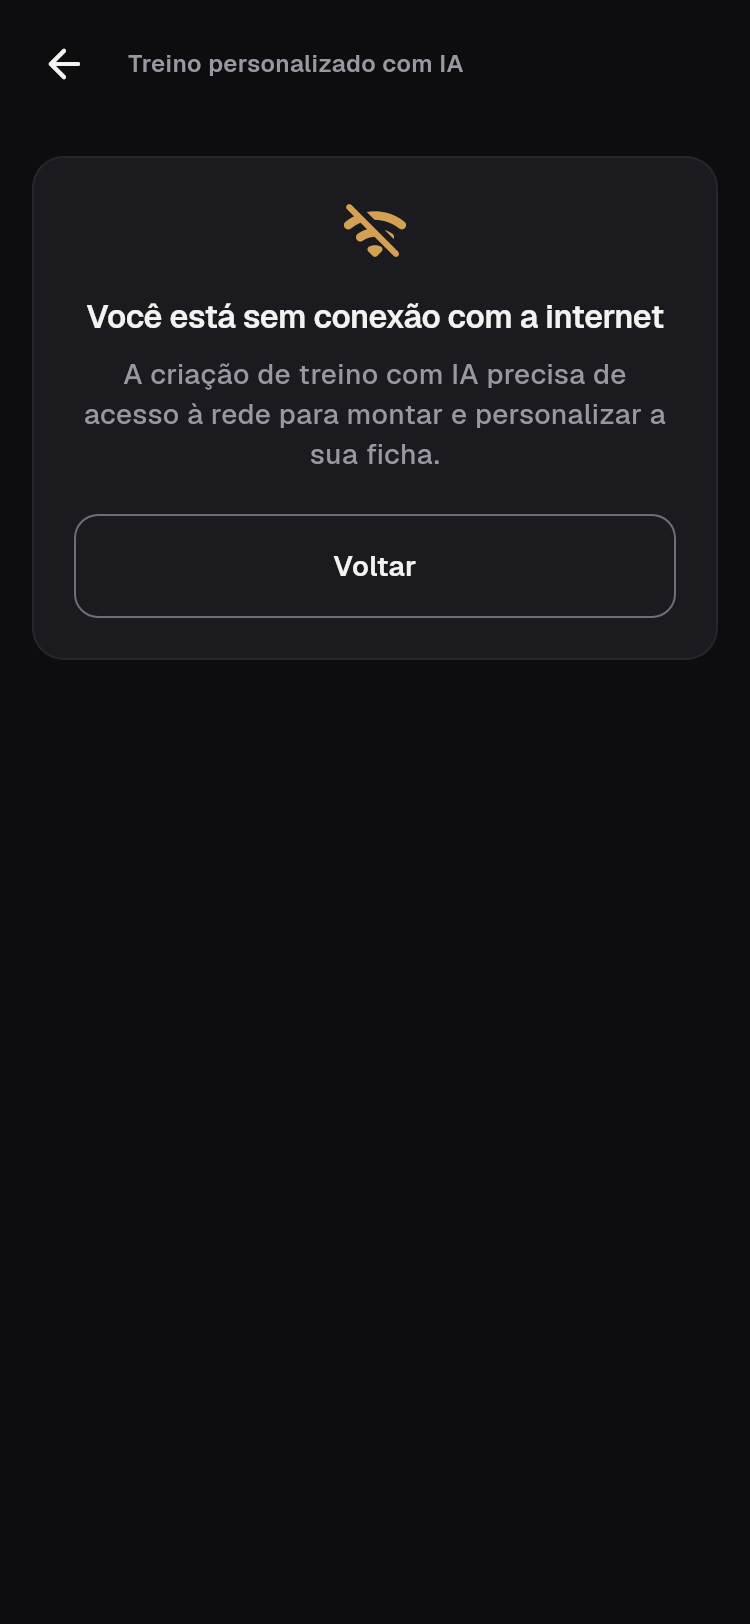 Treino personalizado com IA
Você está sem conexão com a internet
A criação de treino com IA precisa de
acesso à rede para montar e personalizar a
sua ficha.
Voltar